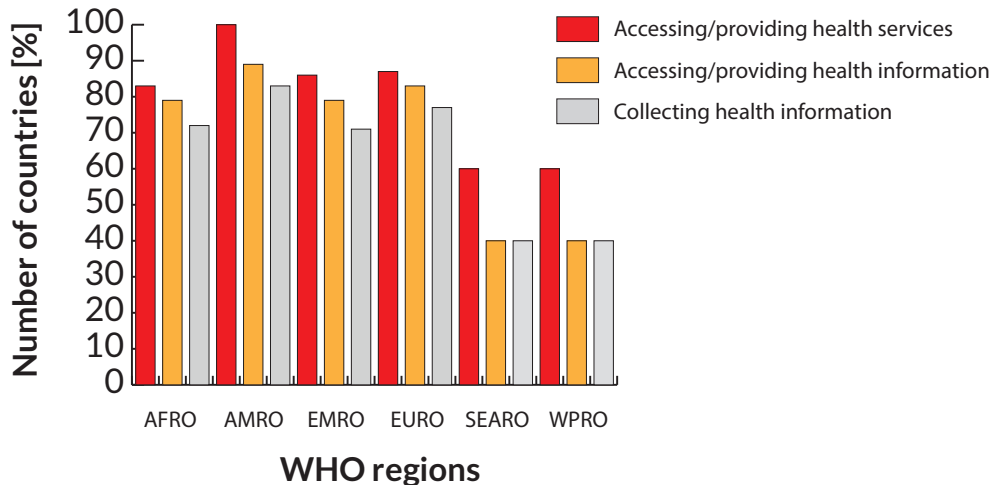 Number of countries [%]
100
90
80
70
60
50
40
30
20
10
0
AFRO AMRO EMRO EURO SEARO WPRO
WHO regions
Accessing/providing health services
Accessing/providing health information
Collecting health information